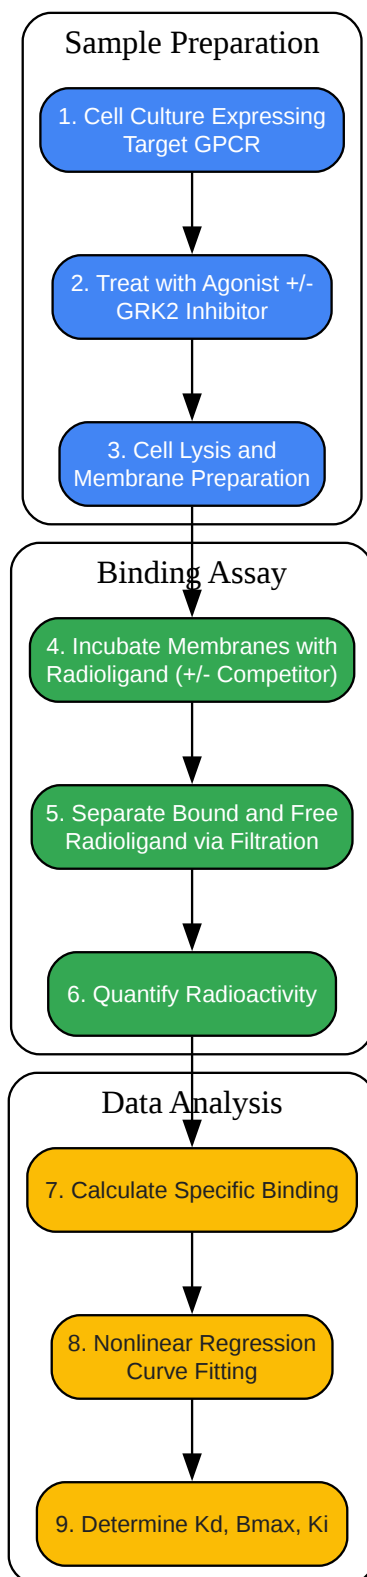 Sample Preparation
1. Cell Culture Expressing
Target GPCR
2. Treat with Agonist +/-
GRK2 Inhibitor
3. Cell Lysis and
Membrane Preparation
Binding Assay
4. Incubate Membranes with
Radioligand (+/- Competitor)
5. Separate Bound and Free
Radioligand via Filtration
6. Quantify Radioactivity
Data Analysis
7. Calculate Specific Binding
8. Nonlinear Regression
Curve Fitting
9. Determine Kd, Bmax, Ki